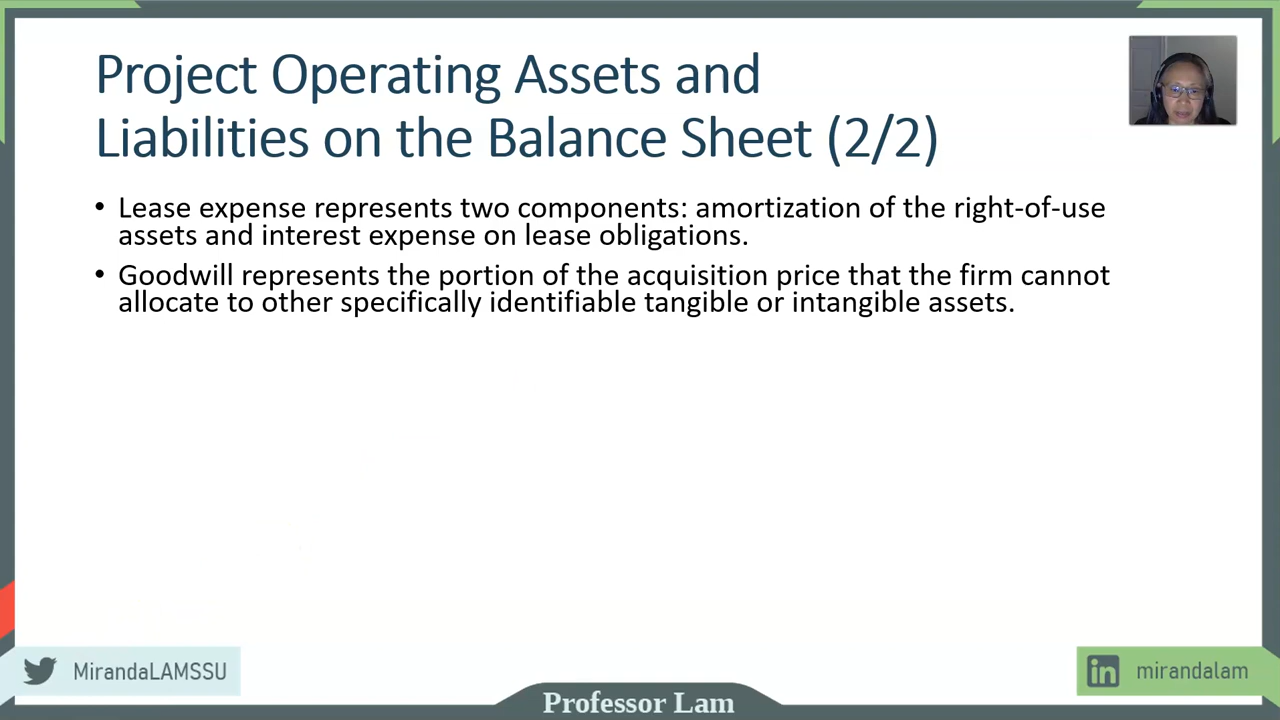 Project Operating Assets and
Liabilities on the Balance Sheet (2/2)
• Lease expense represents two components: amortization of the right-of-use
assets and interest expense on lease obligations.
• Goodwill represents the portion of the acquisition price that the firm cannot
allocate to other specifically identifiable tangible or intangible assets.
MirandaLAMSSU
in mirandalam
Professor Lam